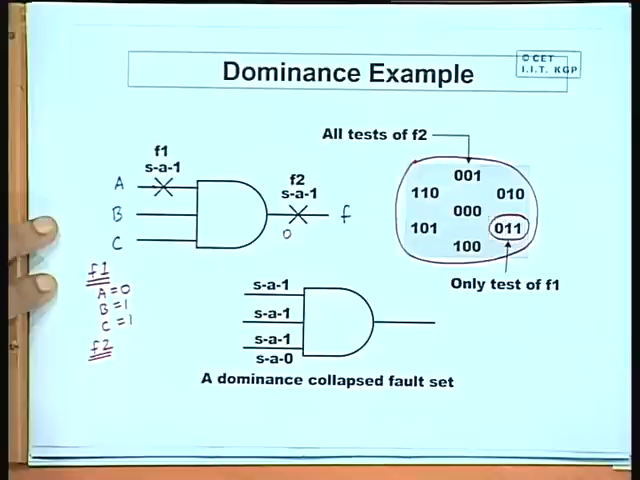 Dominance Example
© CET
I.I.T. KGP
All tests of f2
f1
s-a-1
f2
s-a-1
A
B
C
f
0
001
110
010
000
101
011
100
Only test of f1
f1
A=0
B=1
C=1
f2
s-a-1
s-a-1
s-a-1
s-a-0
A dominance collapsed fault set